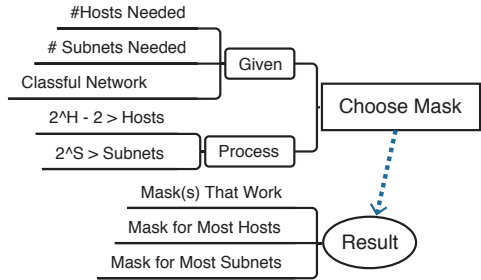 #Hosts Needed
# Subnets Needed
Classful Network
Given
2^H - 2 > Hosts
2^S > Subnets
Process
Choose Mask
Mask(s) That Work
Mask for Most Hosts
Mask for Most Subnets
Result